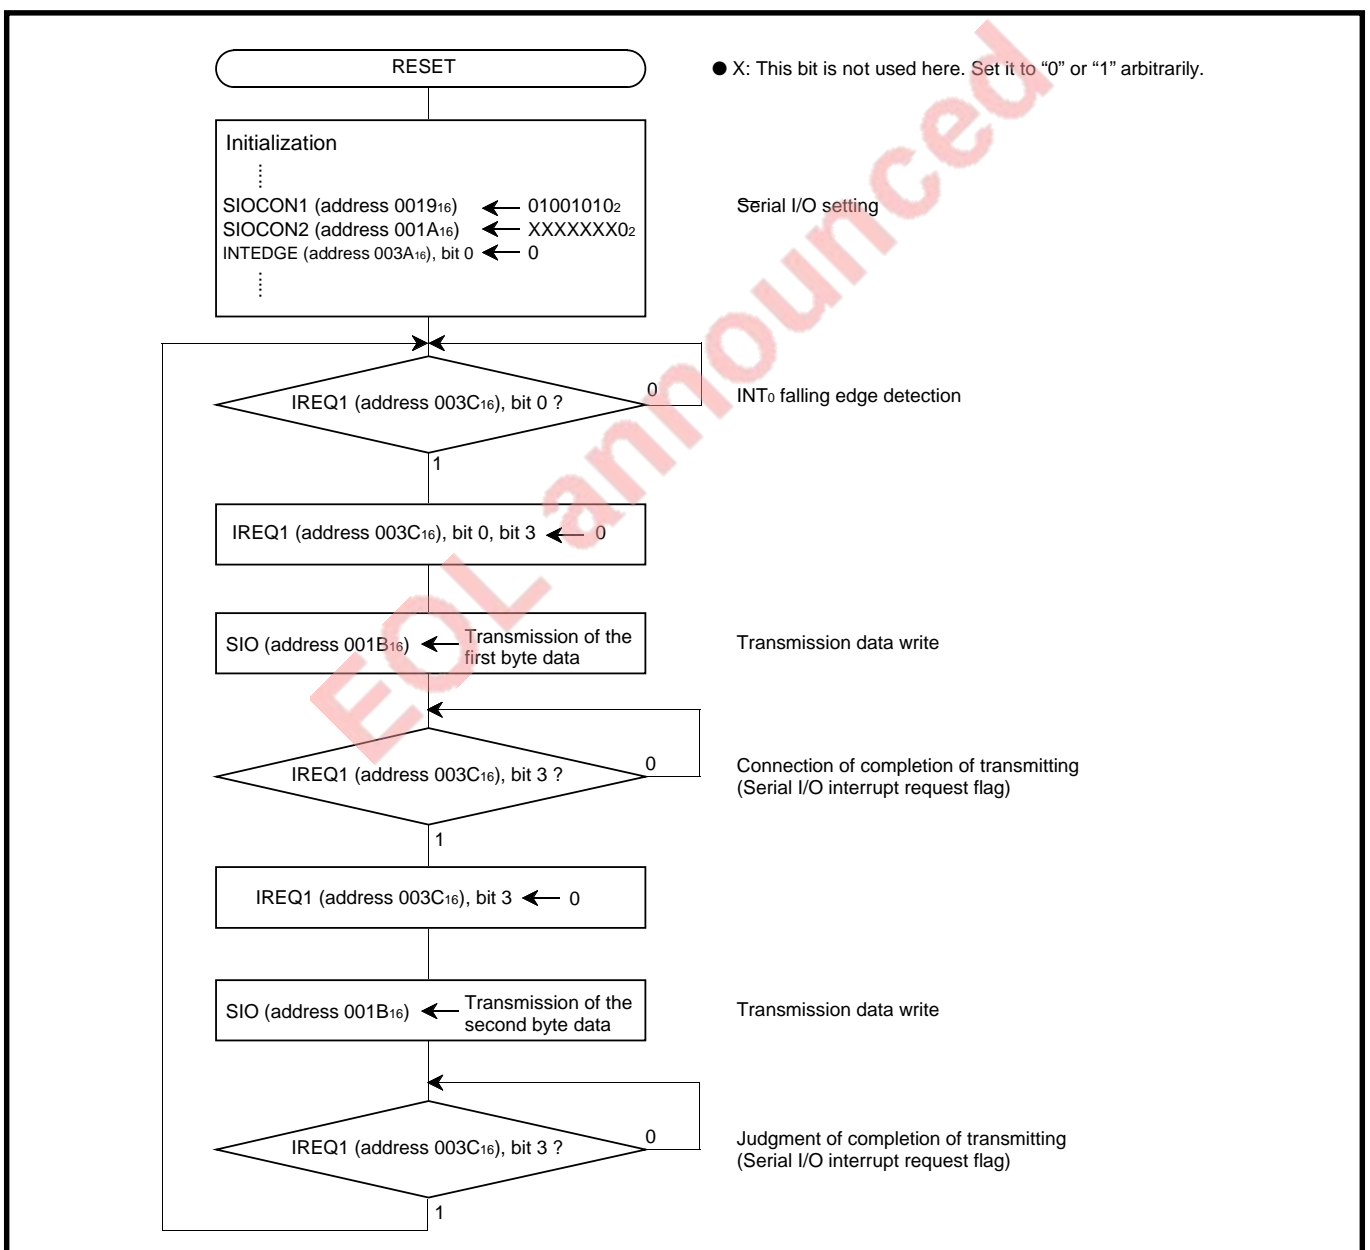 RESET
● X: This bit is not used here. Set it to “0” or “1” arbitrarily.
Initialization
SIOCON1 (address 0019₁₆) ← 01001010₂
Serial I/O setting
SIOCON2 (address 001A₁₆) ← XXXXXXX0₂
INTEDGE (address 003A₁₆), bit 0 ← 0
IREQ1 (address 003C₁₆), bit 0 ?
0
INT₀ falling edge detection
1
IREQ1 (address 003C₁₆), bit 0, bit 3 ← 0
SIO (address 001B₁₆) ← Transmission of the
first byte data
Transmission data write
IREQ1 (address 003C₁₆), bit 3 ?
0
Connection of completion of transmitting
(Serial I/O interrupt request flag)
1
IREQ1 (address 003C₁₆), bit 3 ← 0
SIO (address 001B₁₆) ← Transmission of the
second byte data
Transmission data write
IREQ1 (address 003C₁₆), bit 3 ?
0
Judgment of completion of transmitting
(Serial I/O interrupt request flag)
1
EOL announced